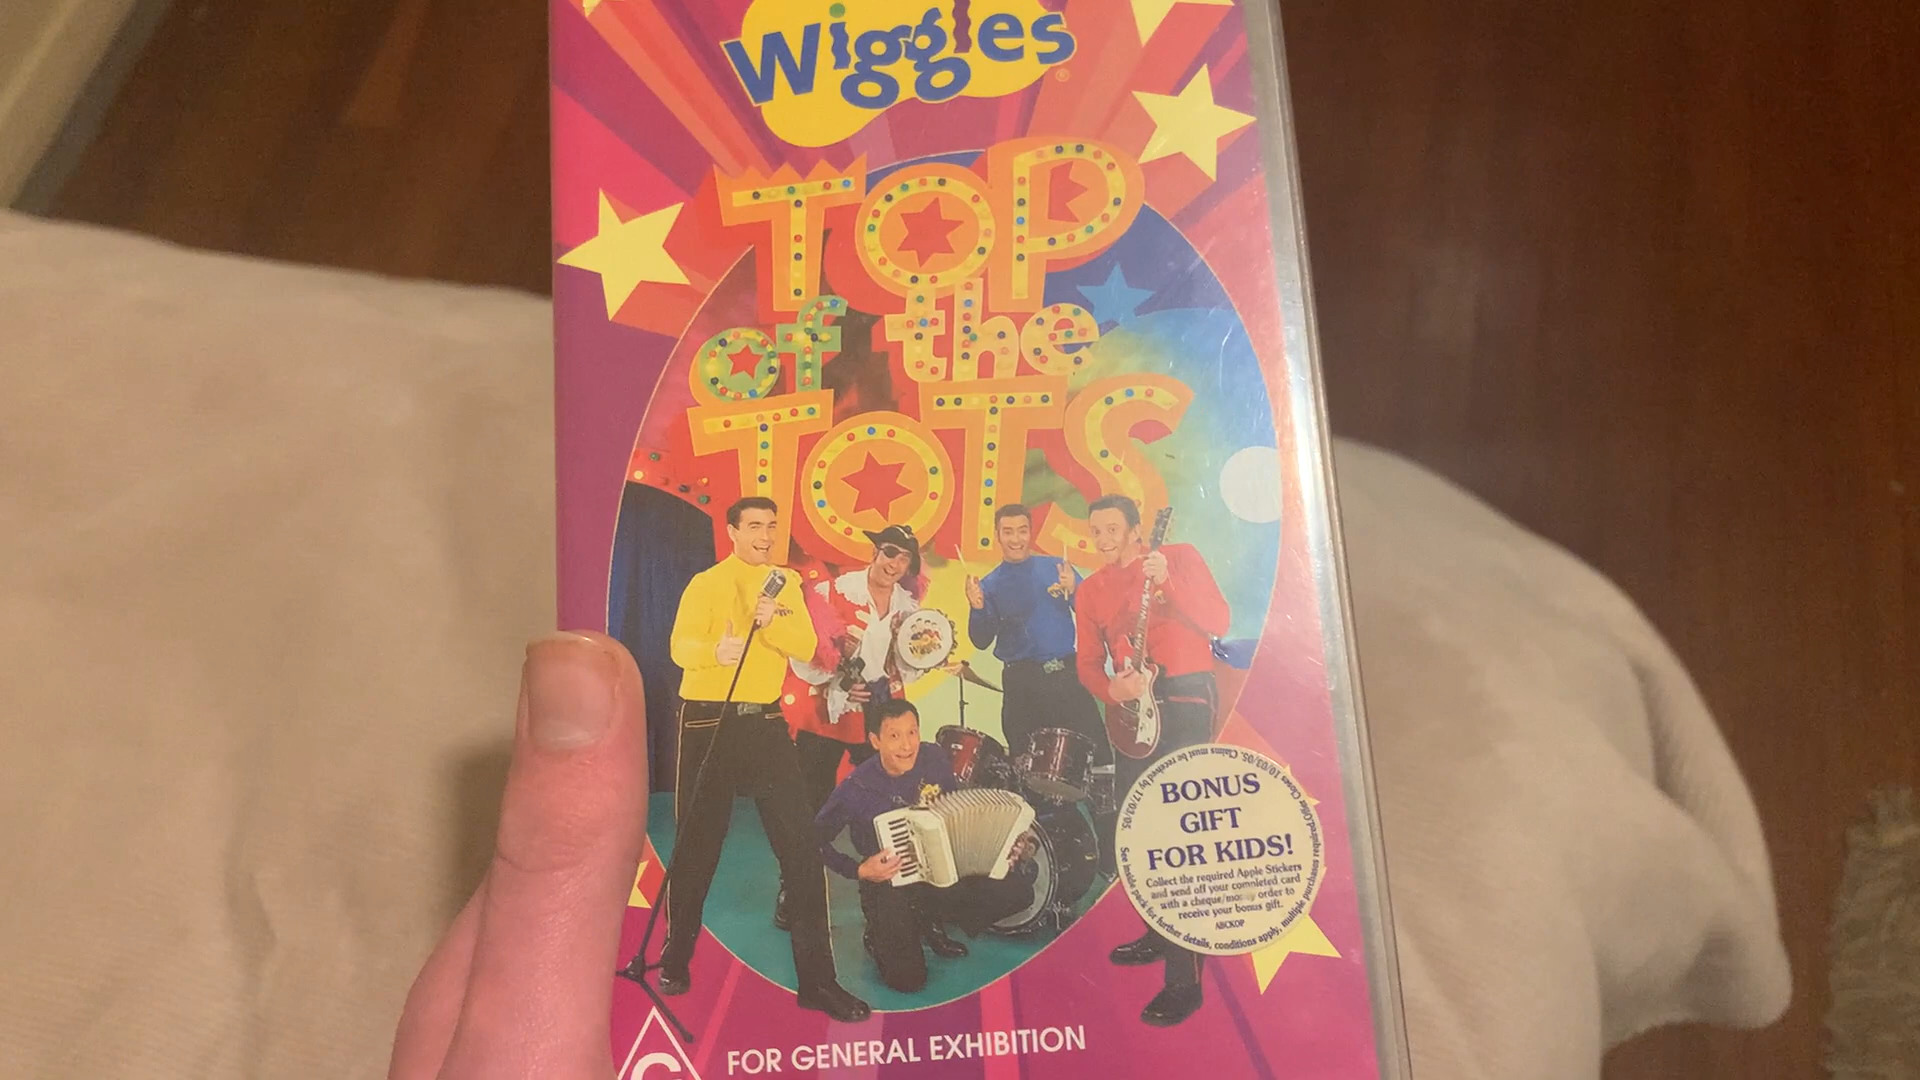 Wiggles®
TOP
of the
TOTS
Wiggles
BONUS
GIFT
FOR KIDS!
Collect the required Apple Stickers
and send off your completed card
with a cheque/money order to
receive your bonus gift.
ABCKOP
See inside pack for further details, conditions apply, multiple purchases required. Offer Closes 10/03/05. Claims must be received by 17/03/05.
G
FOR GENERAL EXHIBITION